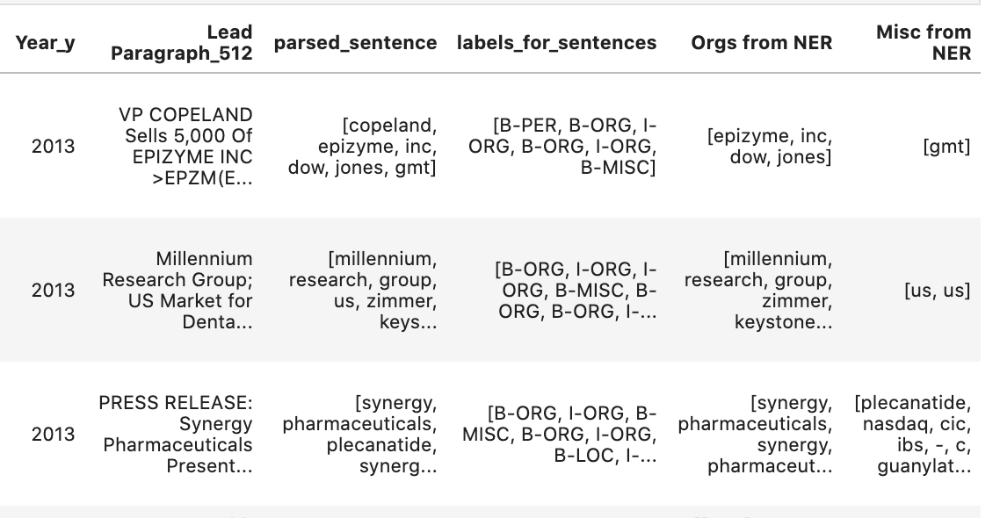 Year_y
Lead
Paragraph_512
parsed_sentence
labels_for_sentences
Orgs from NER
Misc from
NER
2013
VP COPELAND
Sells 5,000 Of
EPIZYME INC
>EPZM(E...
[copeland,
epizyme, inc,
dow, jones, gmt]
[B-PER, B-ORG, I-
ORG, B-ORG, I-ORG,
B-MISC]
[epizyme, inc,
dow, jones]
[gmt]
2013
Millennium
Research Group;
US Market for
Denta...
[millennium,
research, group,
us, zimmer,
keys...
[B-ORG, I-ORG, I-
ORG, B-MISC, B-
ORG, B-ORG, I-...
[millennium,
research, group,
zimmer,
keystone...
[us, us]
2013
PRESS RELEASE:
Synergy
Pharmaceuticals
Present...
[synergy,
pharmaceuticals,
plecanatide,
synerg...
[B-ORG, I-ORG, B-
MISC, B-ORG, I-ORG,
B-LOC, I-...
[synergy,
pharmaceuticals,
synergy,
pharmaceut...
[plecanatide,
nasdaq, cic,
ibs, -, c,
guanylat...